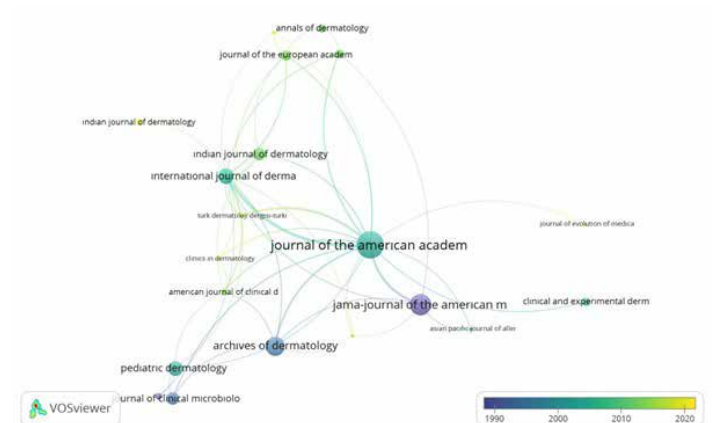 annals of dermatology
journal of the european academ
indian journal of dermatology
indian journal of dermatology
international journal of derma
turk dermatoloji dergisi-turki
journal of evolution of medica
journal of the american academ
clinics in dermatology
american journal of clinical d
clinical and experimental derm
jama-journal of the american m
asian pacific journal of aller
archives of dermatology
pediatric dermatology
journal of clinical microbiolo
VOSviewer
1990 2000 2010 2020